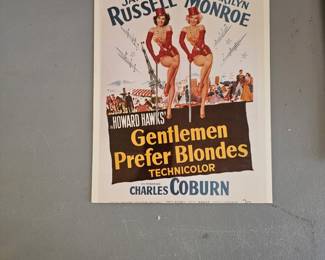 RUSSELL MONROE
HOWARD HAWKS'
Gentlemen
Prefer Blondes
TECHNICOLOR
CHARLES COBURN